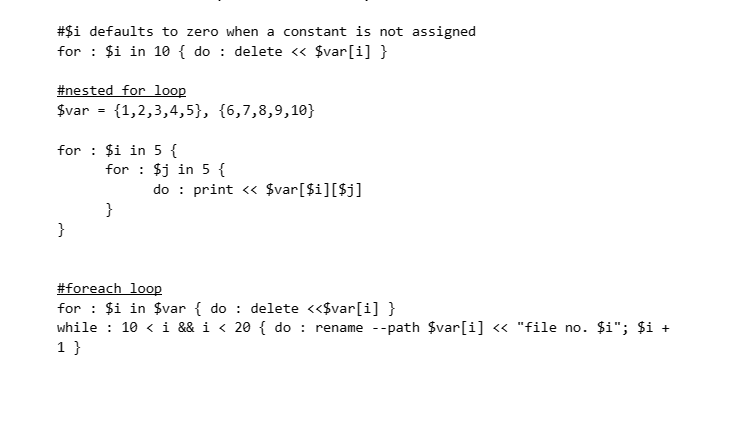 #$i defaults to zero when a constant is not assigned
for : $i in 10 { do : delete << $var[i] }
#nested for loop
$var = {1,2,3,4,5}, {6,7,8,9,10}
for : $i in 5 {
for : $j in 5 {
do : print << $var[$i][$j]
}
}
#foreach loop
for : $i in $var { do : delete <<$var[i] }
while : 10 < i && i < 20 { do : rename --path $var[i] << "file no. $i"; $i +
1 }